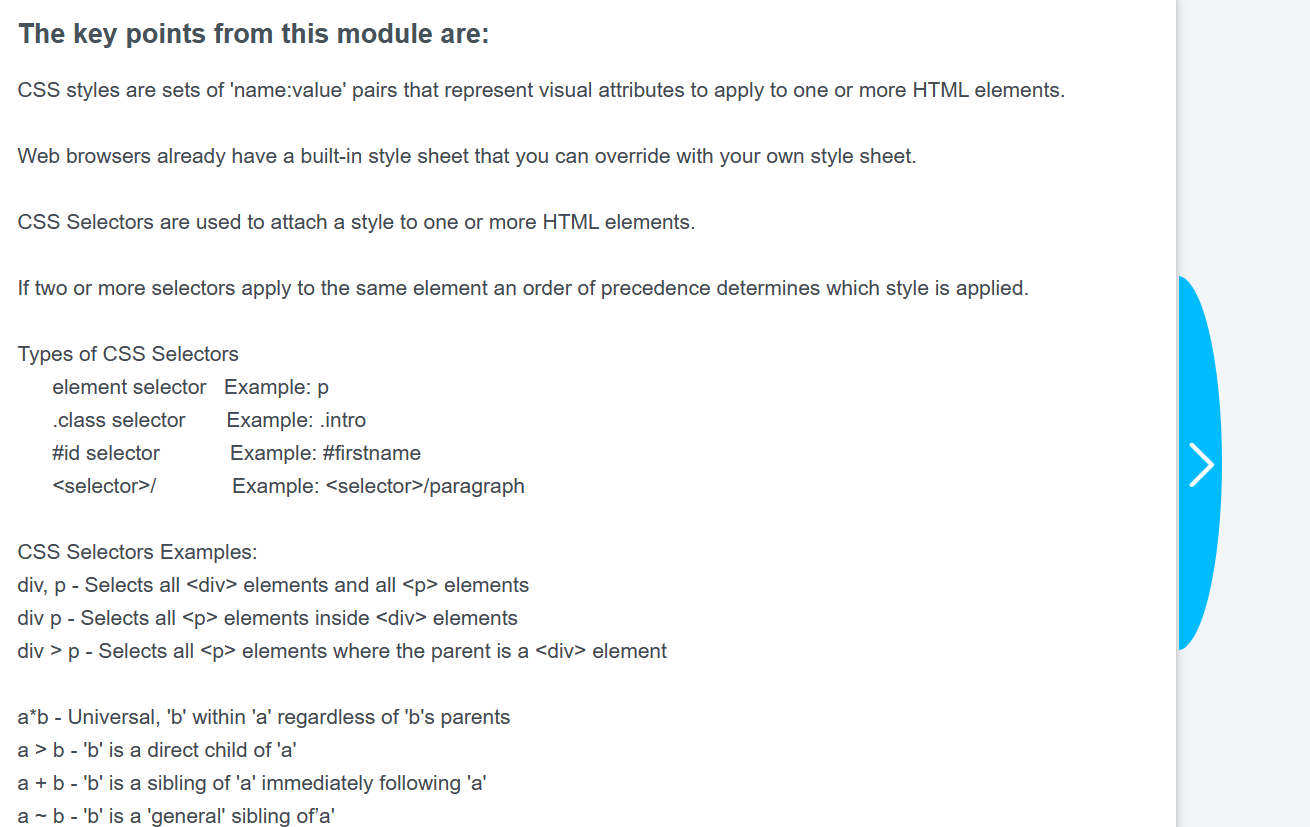 The key points from this module are:
CSS styles are sets of 'name:value' pairs that represent visual attributes to apply to one or more HTML elements.
Web browsers already have a built-in style sheet that you can override with your own style sheet.
CSS Selectors are used to attach a style to one or more HTML elements.
If two or more selectors apply to the same element an order of precedence determines which style is applied.
Types of CSS Selectors
element selector Example: p
.class selector Example: .intro
#id selector Example: #firstname
<selector>/ Example: <selector>/paragraph
CSS Selectors Examples:
div, p - Selects all <div> elements and all <p> elements
div p - Selects all <p> elements inside <div> elements
div > p - Selects all <p> elements where the parent is a <div> element
a*b - Universal, 'b' within 'a' regardless of 'b's parents
a > b - 'b' is a direct child of 'a'
a + b - 'b' is a sibling of 'a' immediately following 'a'
a ~ b - 'b' is a 'general' sibling of’a'